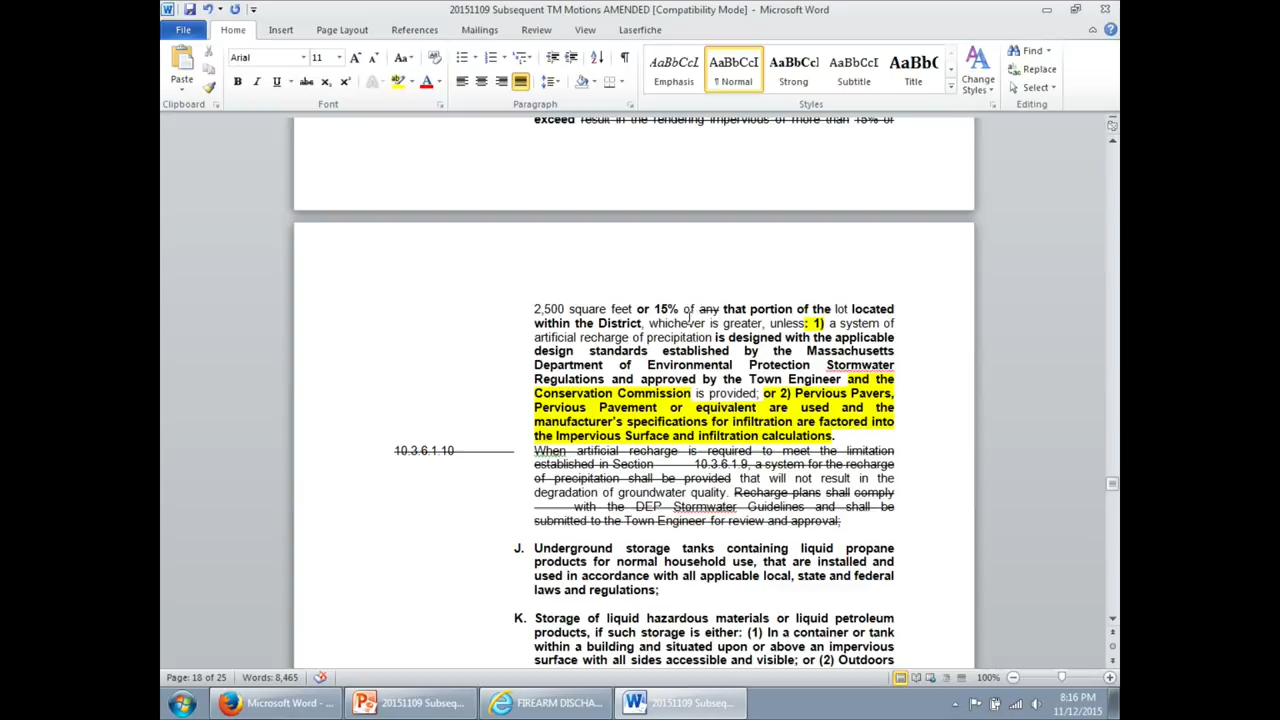 20151109 Subsequent TM Motions AMENDED [Compatibility Mode] - Microsoft Word
File Home Insert Page Layout References Mailings Review View Laserfiche
Paste
Arial 11
AaBbCcI AaBbCcI AaBbCcl AaBbCcI AaBb(
Emphasis ¶ Normal Strong Subtitle Title
Change Styles
Find
Replace
Select
Clipboard Font Paragraph Styles Editing
exceed result in the rendering impervious of more than 15% or
2,500 square feet or 15% of any that portion of the lot located
within the District, whichever is greater, unless: 1) a system of
artificial recharge of precipitation is designed with the applicable
design standards established by the Massachusetts
Department of Environmental Protection Stormwater
Regulations and approved by the Town Engineer and the
Conservation Commission is provided; or 2) Pervious Pavers,
Pervious Pavement or equivalent are used and the
manufacturer's specifications for infiltration are factored into
the Impervious Surface and infiltration calculations.
10.3.6.1.10 When artificial recharge is required to meet the limitation
established in Section 10.3.6.1.9, a system for the recharge
of precipitation shall be provided that will not result in the
degradation of groundwater quality. Recharge plans shall comply
with the DEP Stormwater Guidelines and shall be
submitted to the Town Engineer for review and approval;
J. Underground storage tanks containing liquid propane
products for normal household use, that are installed and
used in accordance with all applicable local, state and federal
laws and regulations;
K. Storage of liquid hazardous materials or liquid petroleum
products, if such storage is either: (1) In a container or tank
within a building and situated upon or above an impervious
surface with all sides accessible and visible; or (2) Outdoors
Page: 18 of 25 Words: 8,465 100%
Microsoft Word - ... 20151109 Subseq... FIREARM DISCHA... 20151109 Subseq...
8:16 PM
11/12/2015